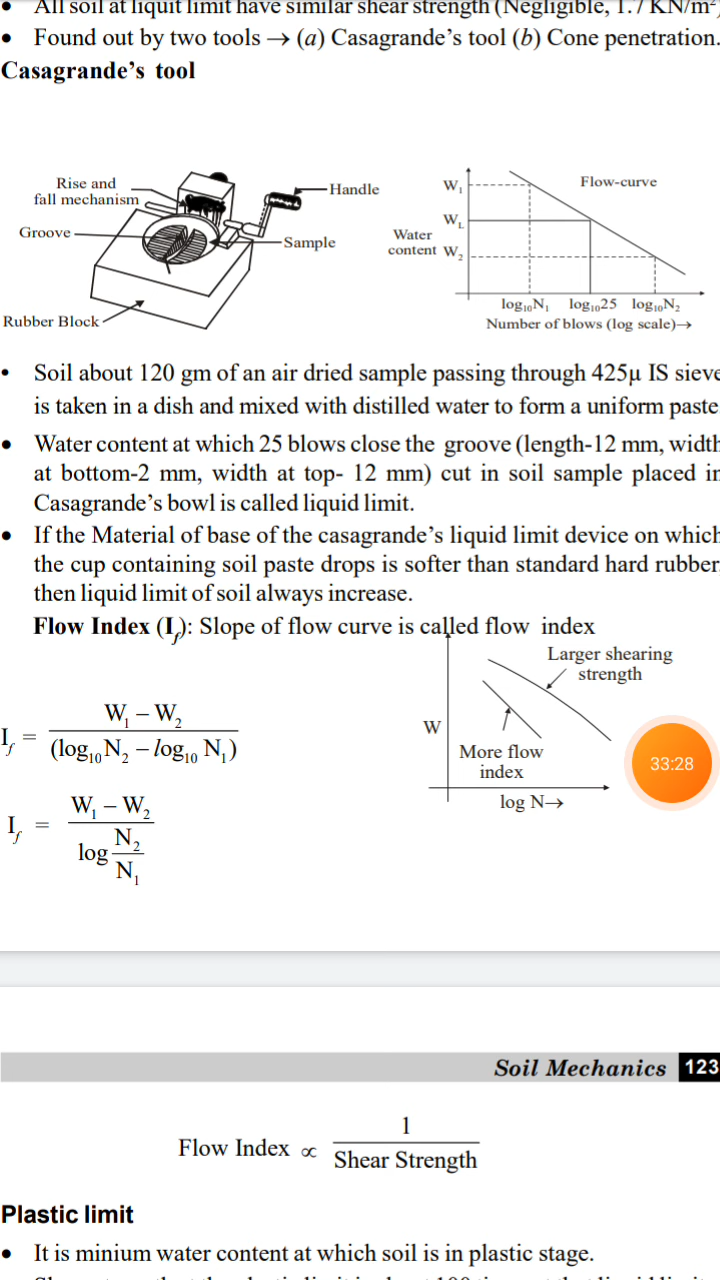 • All soil at liquit limit have similar shear strength (Negligible, 1.7 KN/m²
• Found out by two tools → (a) Casagrande's tool (b) Cone penetration.
Casagrande's tool
Rise and
fall mechanism
Groove
Rubber Block
Handle
Sample
W₁
W_L
Water
content W₂
Flow-curve
log₁₀N₁ log₁₀25 log₁₀N₂
Number of blows (log scale)→
• Soil about 120 gm of an air dried sample passing through 425µ IS sieve
is taken in a dish and mixed with distilled water to form a uniform paste
• Water content at which 25 blows close the groove (length-12 mm, width
at bottom-2 mm, width at top- 12 mm) cut in soil sample placed in
Casagrande's bowl is called liquid limit.
• If the Material of base of the casagrande's liquid limit device on which
the cup containing soil paste drops is softer than standard hard rubber
then liquid limit of soil always increase.
Flow Index (I_f): Slope of flow curve is called flow index
I_f = (W₁ – W₂) / (log₁₀ N₂ – log₁₀ N₁)
I_f = (W₁ – W₂) / (log N₂/N₁)
Larger shearing
strength
W
More flow
index
log N→
33:28
Soil Mechanics 123
Flow Index ∝ 1 / Shear Strength
Plastic limit
• It is minium water content at which soil is in plastic stage.